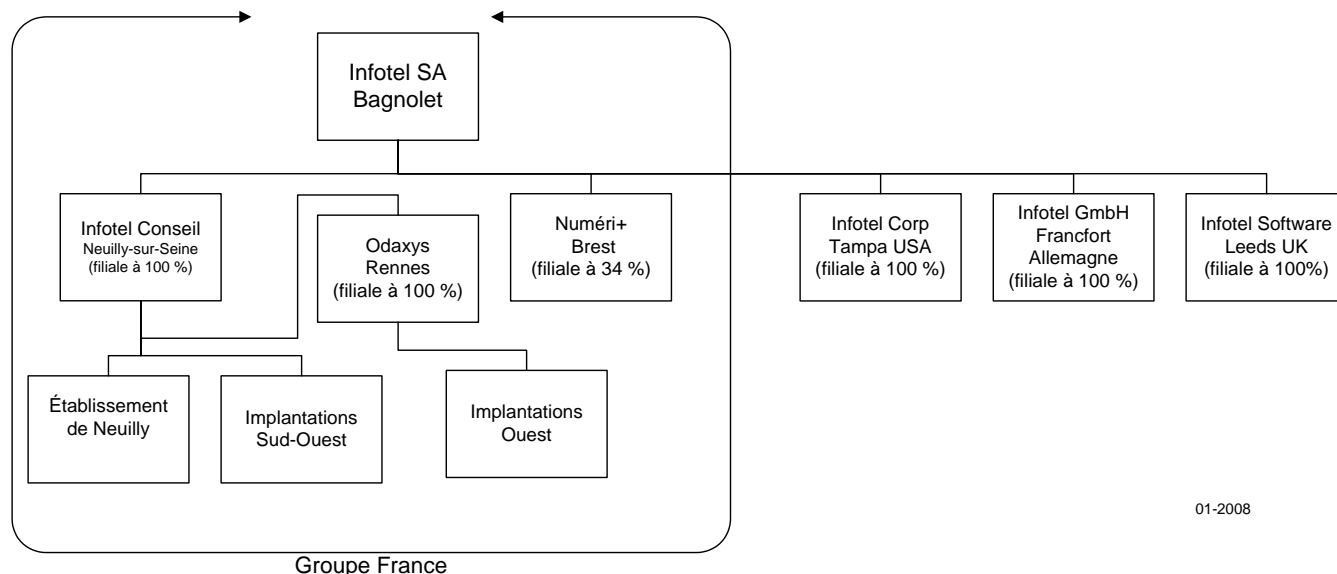 Infotel SA
Bagnolet
Infotel Conseil
Neuilly-sur-Seine
(filiale à 100 %)
Odaxys
Rennes
(filiale à 100 %)
Numéri+
Brest
(filiale à 34 %)
Infotel Corp
Tampa USA
(filiale à 100 %)
Infotel GmbH
Francfort
Allemagne
(filiale à 100 %)
Infotel Software
Leeds UK
(filiale à 100%)
Établissement
de Neuilly
Implantations
Sud-Ouest
Implantations
Ouest
01-2008
Groupe France